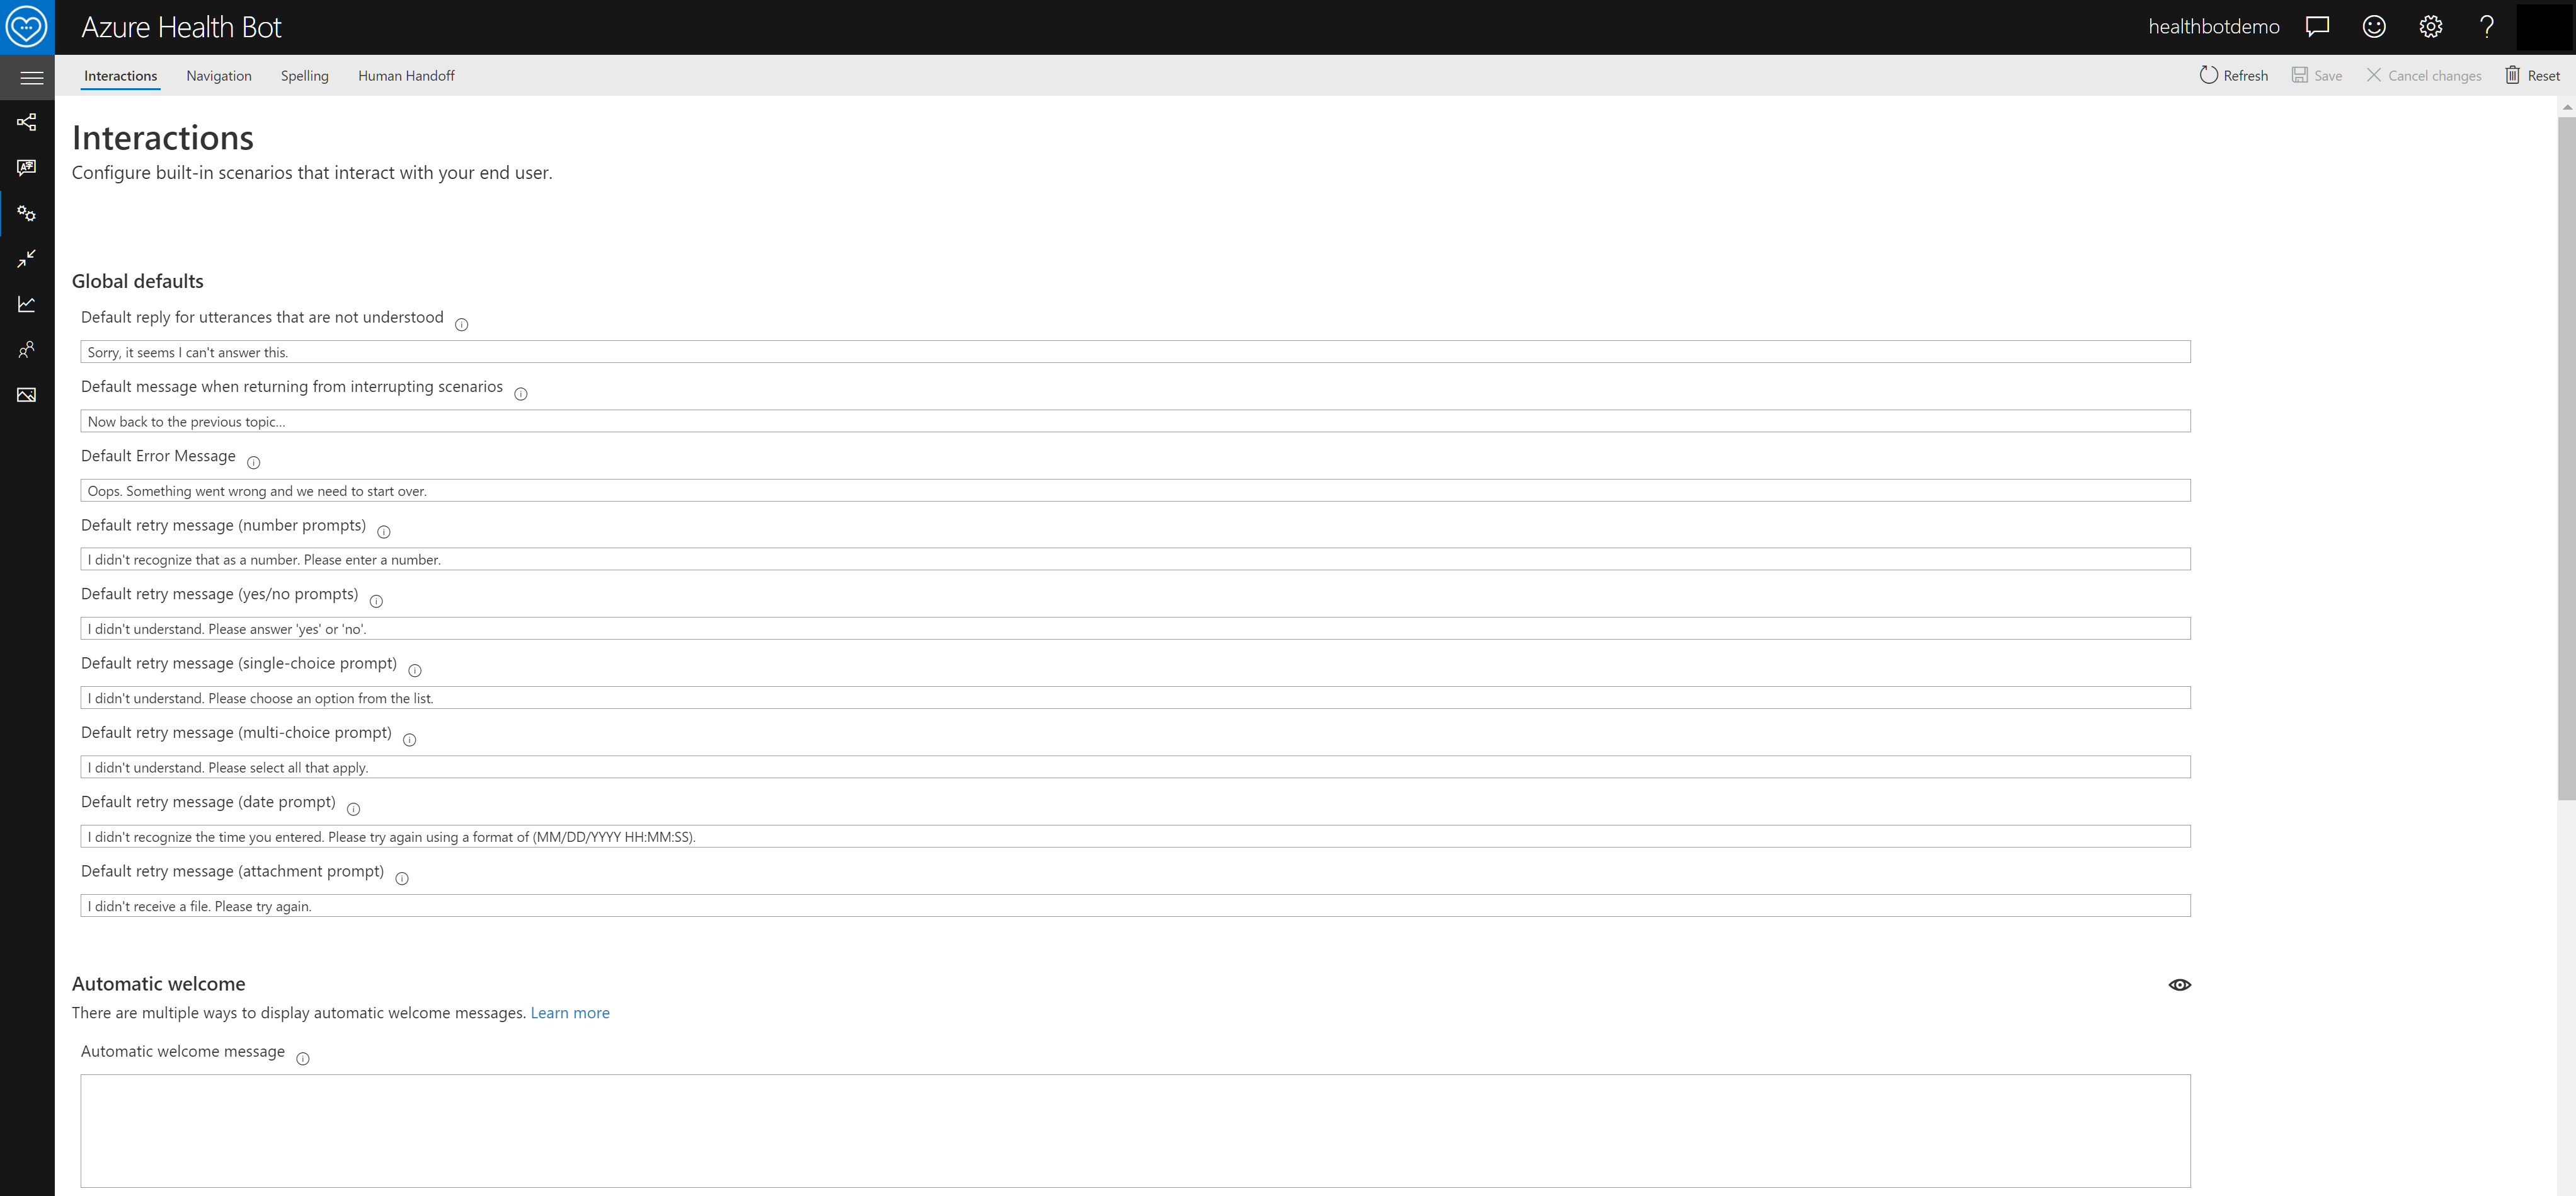 Azure Health Bot
healthbotdemo
Interactions
Navigation
Spelling
Human Handoff
Refresh
Save
Cancel changes
Reset
Interactions
Configure built-in scenarios that interact with your end user.
Global defaults
Default reply for utterances that are not understood
Sorry, it seems I can't answer this.
Default message when returning from interrupting scenarios
Now back to the previous topic...
Default Error Message
Oops. Something went wrong and we need to start over.
Default retry message (number prompts)
I didn't recognize that as a number. Please enter a number.
Default retry message (yes/no prompts)
I didn't understand. Please answer 'yes' or 'no'.
Default retry message (single-choice prompt)
I didn't understand. Please choose an option from the list.
Default retry message (multi-choice prompt)
I didn't understand. Please select all that apply.
Default retry message (date prompt)
I didn't recognize the time you entered. Please try again using a format of (MM/DD/YYYY HH:MM:SS).
Default retry message (attachment prompt)
I didn't receive a file. Please try again.
Automatic welcome
There are multiple ways to display automatic welcome messages. Learn more
Automatic welcome message